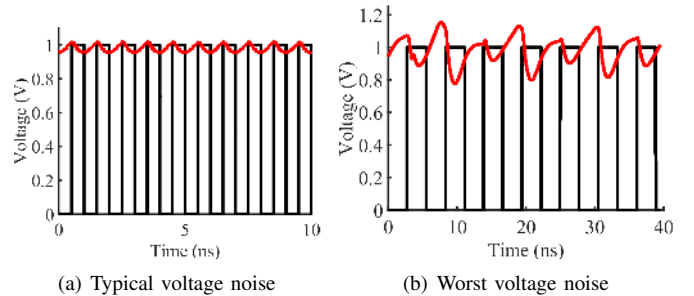 1
0.8
0.6
0.4
0.2
0
Voltage (V)
0 5 10
Time (ns)
(a) Typical voltage noise
1.2
1
0.8
0.6
0.4
0.2
0
Voltage (V)
0 10 20 30 40
Time (ns)
(b) Worst voltage noise